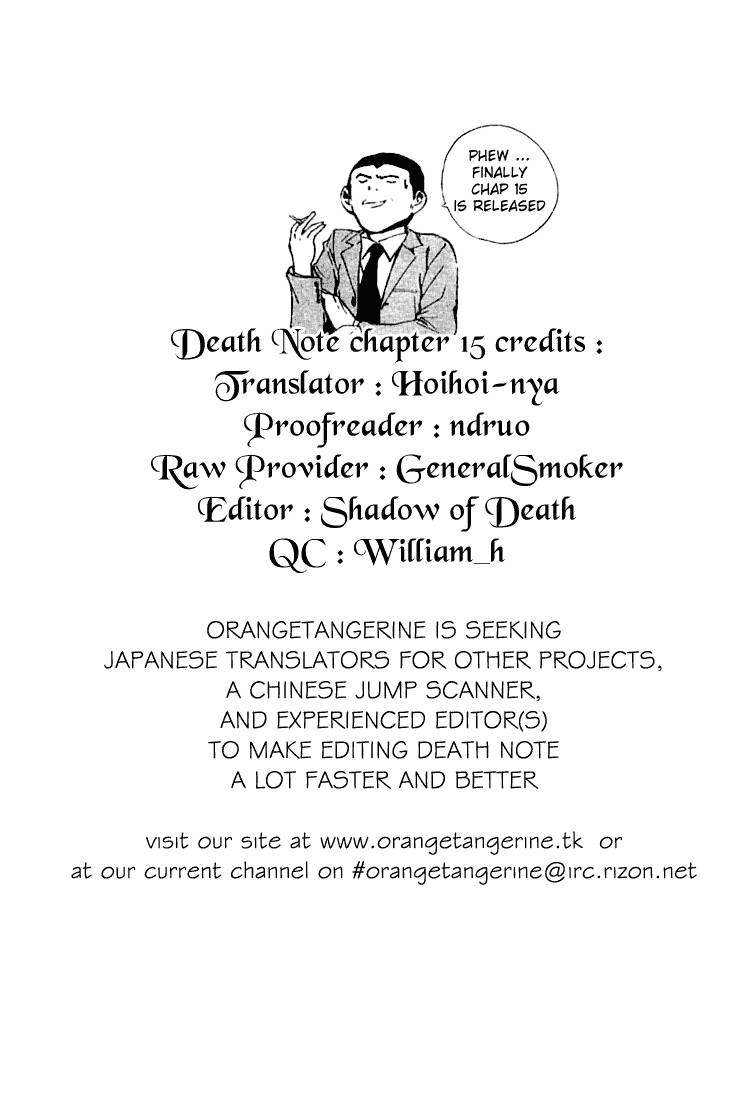 PHEW ...
FINALLY
CHAP 15
IS RELEASED
Death Note chapter 15 credits :
Translator : Hoihoi-nya
Proofreader : ndruo
Raw Provider : GeneralSmoker
Editor : Shadow of Death
QC : William_h
ORANGETANGERINE IS SEEKING
JAPANESE TRANSLATORS FOR OTHER PROJECTS,
A CHINESE JUMP SCANNER,
AND EXPERIENCED EDITOR(S)
TO MAKE EDITING DEATH NOTE
A LOT FASTER AND BETTER
visit our site at www.orangetangerine.tk or
at our current channel on #orangetangerine@irc.rizon.net